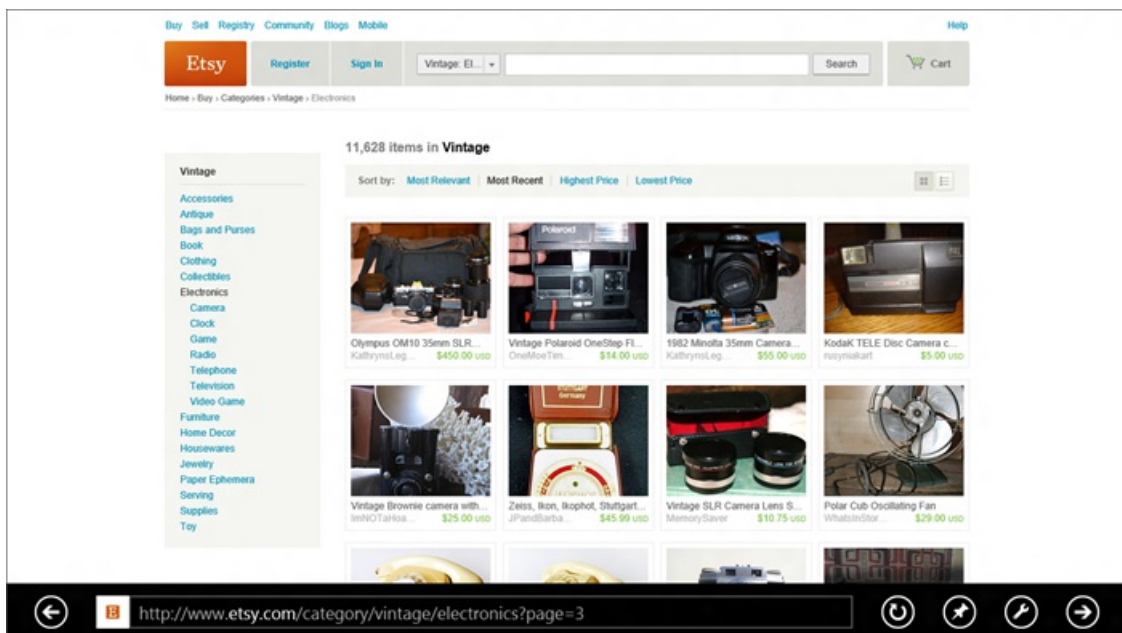 Buy Sell Registry Community Blogs Mobile Help
Etsy Register Sign In Vintage: El... Search Cart
Home › Buy › Categories › Vintage › Electronics
11,628 items in Vintage
Vintage
Sort by: Most Relevant Most Recent Highest Price Lowest Price
Accessories
Antique
Bags and Purses
Book
Clothing
Collectibles
Electronics
Camera
Clock
Game
Radio
Telephone
Television
Video Game
Furniture
Home Decor
Housewares
Jewelry
Paper Ephemera
Serving
Supplies
Toy
Polaroid
Olympus OM10 35mm SLR...
KathrynsLeg... $450.00 USD
Vintage Polaroid OneStep Fl...
OneMoeTim... $14.00 USD
1982 Minolta 35mm Camera...
KathrynsLeg... $55.00 USD
KodaK TELE Disc Camera c...
rusyniakart $5.00 USD
Germany
Vintage Brownie camera with...
ImNOTaHoa... $25.00 USD
Zeiss, Ikon, Ikophot, Stuttgart...
JPandBarba... $45.99 USD
Vintage SLR Camera Lens S...
MemorySaver $10.75 USD
Polar Cub Oscillating Fan
WhatsInStor... $29.00 USD
E http://www.etsy.com/category/vintage/electronics?page=3